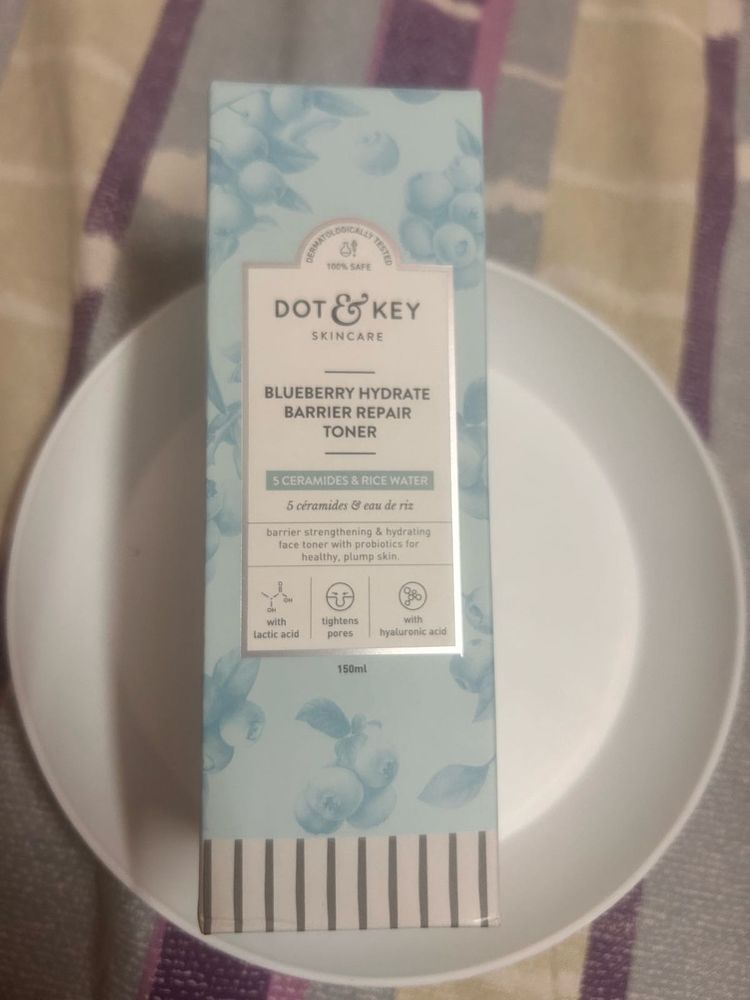 DERMATOLOGICALLY TESTED
100% SAFE
DOT & KEY
SKINCARE
BLUEBERRY HYDRATE
BARRIER REPAIR
TONER
5 CERAMIDES & RICE WATER
5 céramides & eau de riz
barrier strengthening & hydrating
face toner with probiotics for
healthy, plump skin.
O
OH
OH
with
lactic acid
tightens
pores
with
hyaluronic acid
150ml